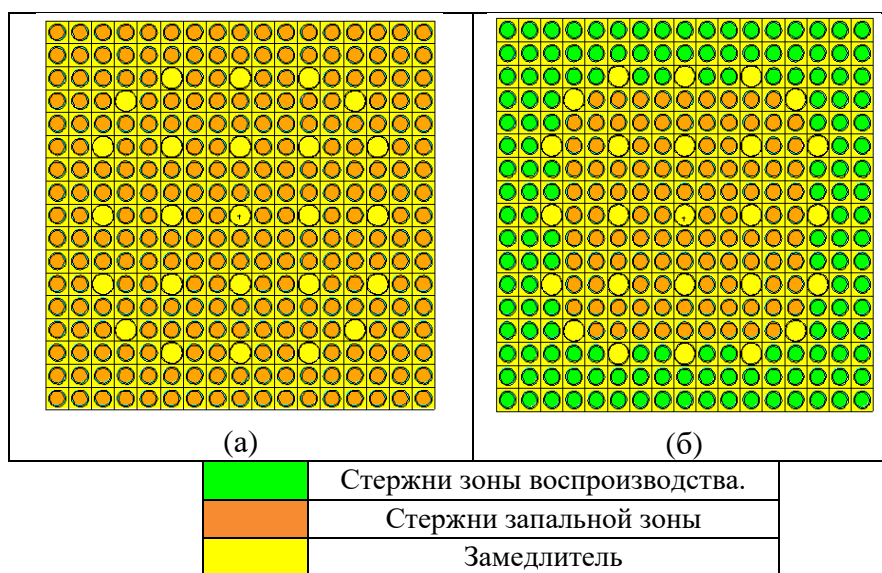 (а)
(б)
Стержни зоны воспроизводства.
Стержни запальной зоны
Замедлитель